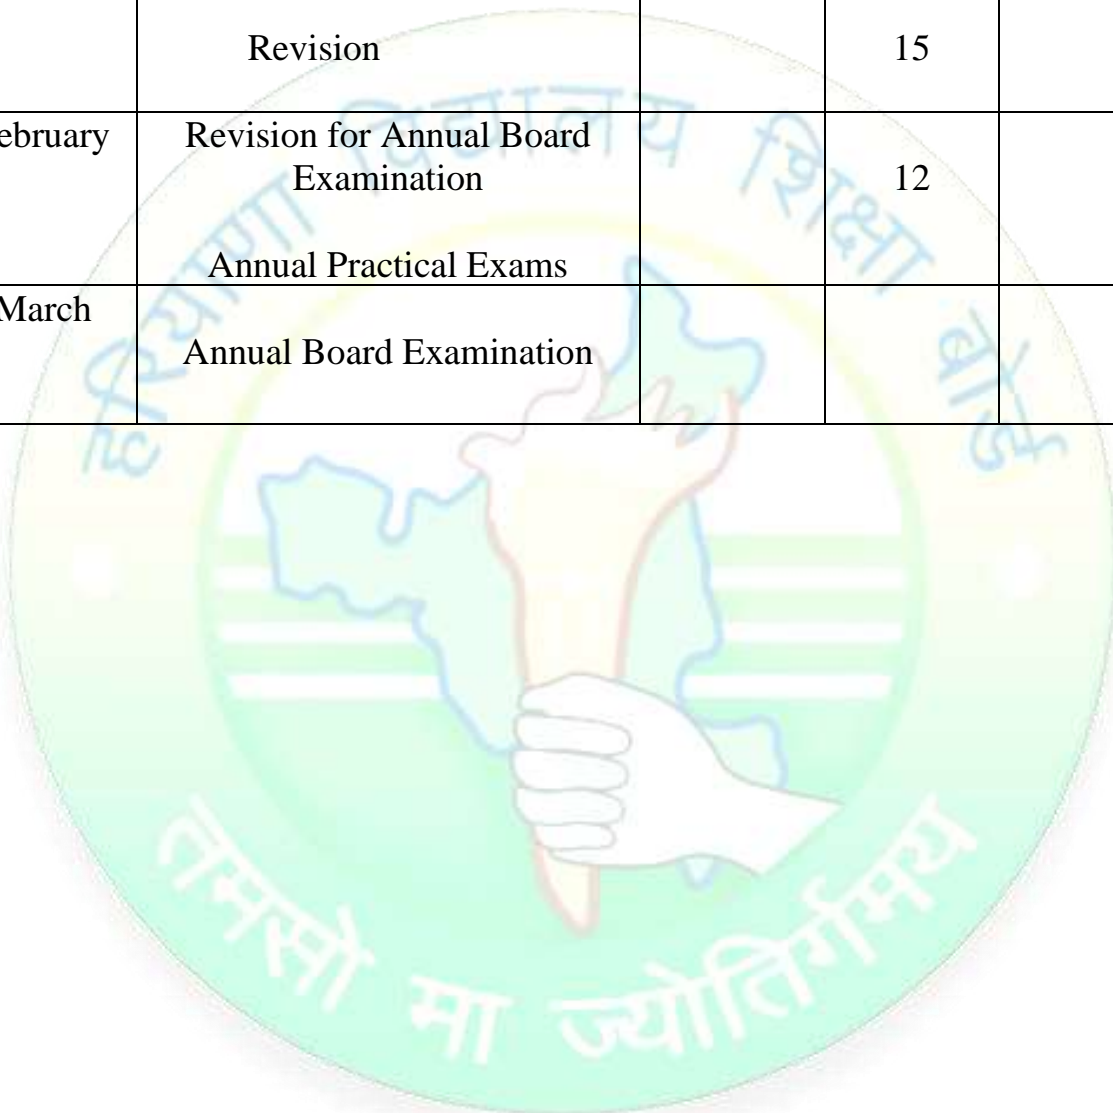 Revision 15
ebruary Revision for Annual Board
Examination 12
Annual Practical Exams
March
Annual Board Examination
हरियाणा विद्यालय शिक्षा बोर्ड
तमसो मा ज्योतिर्गमय